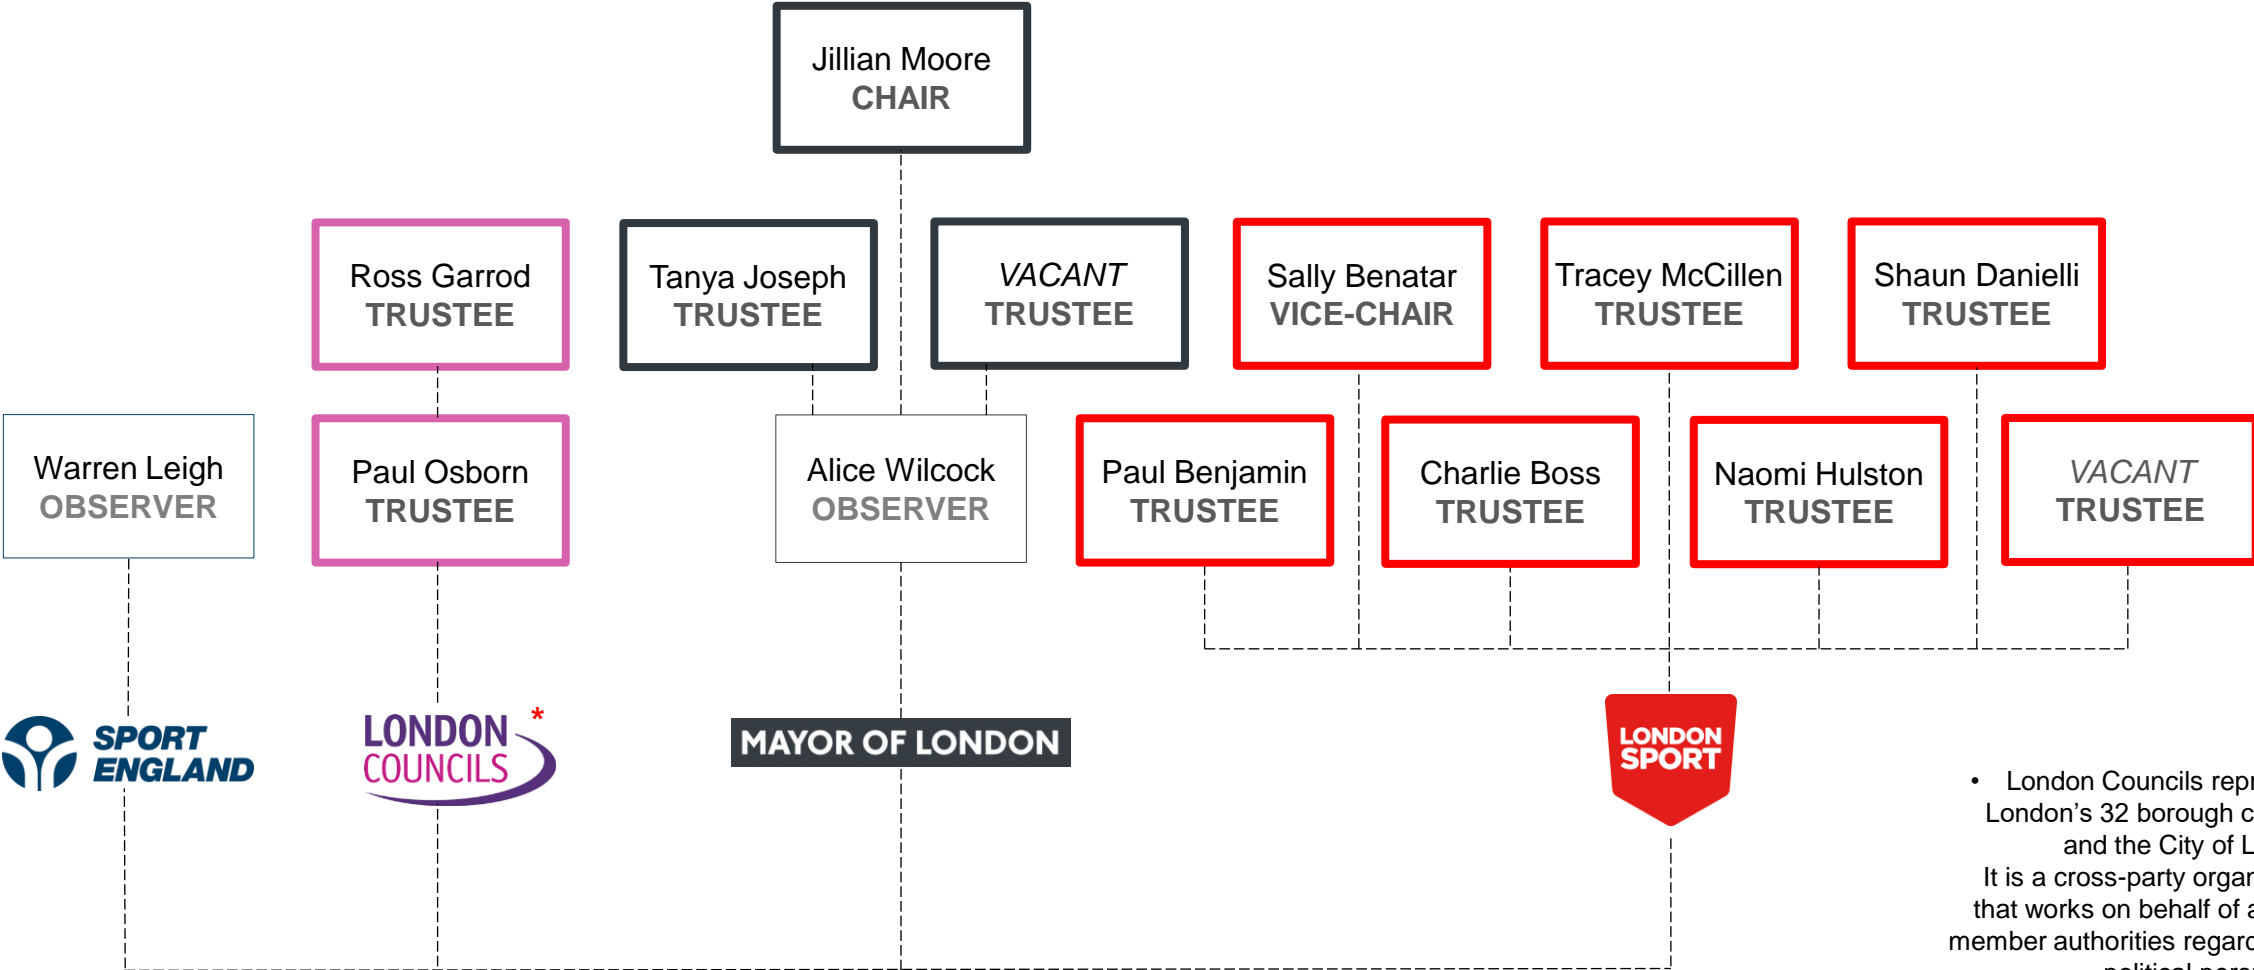 Jillian Moore
CHAIR
Ross Garrod
TRUSTEE
Tanya Joseph
TRUSTEE
VACANT
TRUSTEE
Sally Benatar
VICE-CHAIR
Tracey McCillen
TRUSTEE
Shaun Danielli
TRUSTEE
Warren Leigh
OBSERVER
Paul Osborn
TRUSTEE
Alice Wilcock
OBSERVER
Paul Benjamin
TRUSTEE
Charlie Boss
TRUSTEE
Naomi Hulston
TRUSTEE
VACANT
TRUSTEE
SPORT
ENGLAND
LONDON *
COUNCILS
MAYOR OF LONDON
LONDON
SPORT
• London Councils
London's 32 borough
and the City of
It is a cross-party
that works on behalf of
member authorities